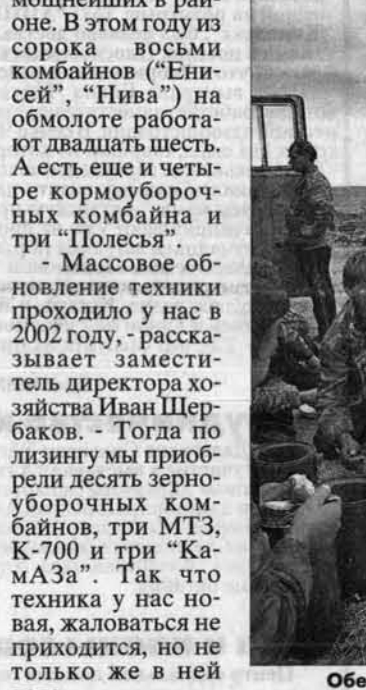 мощнейших в рай-
оне. В этом году из
сорока восьми
комбайнов (“Ени-
сей”, “Нива”) на
обмолоте работа-
ют двадцать шесть.
А есть еще и четы-
ре кормоубороч-
ных комбайна и
три “Полесья”.
- Массовое об-
новление техники
проходило у нас в
2002 году, - расска-
зывает замести-
тель директора хо-
зяйства Иван Щер-
баков. - Тогда по
лизингу мы приоб-
рели десять зерно-
уборочных ком-
байнов, три МТЗ,
К-700 и три “Ка-
мАЗа”. Так что
техника у нас но-
вая, жаловаться не
приходится, но не
только же в ней
Обе